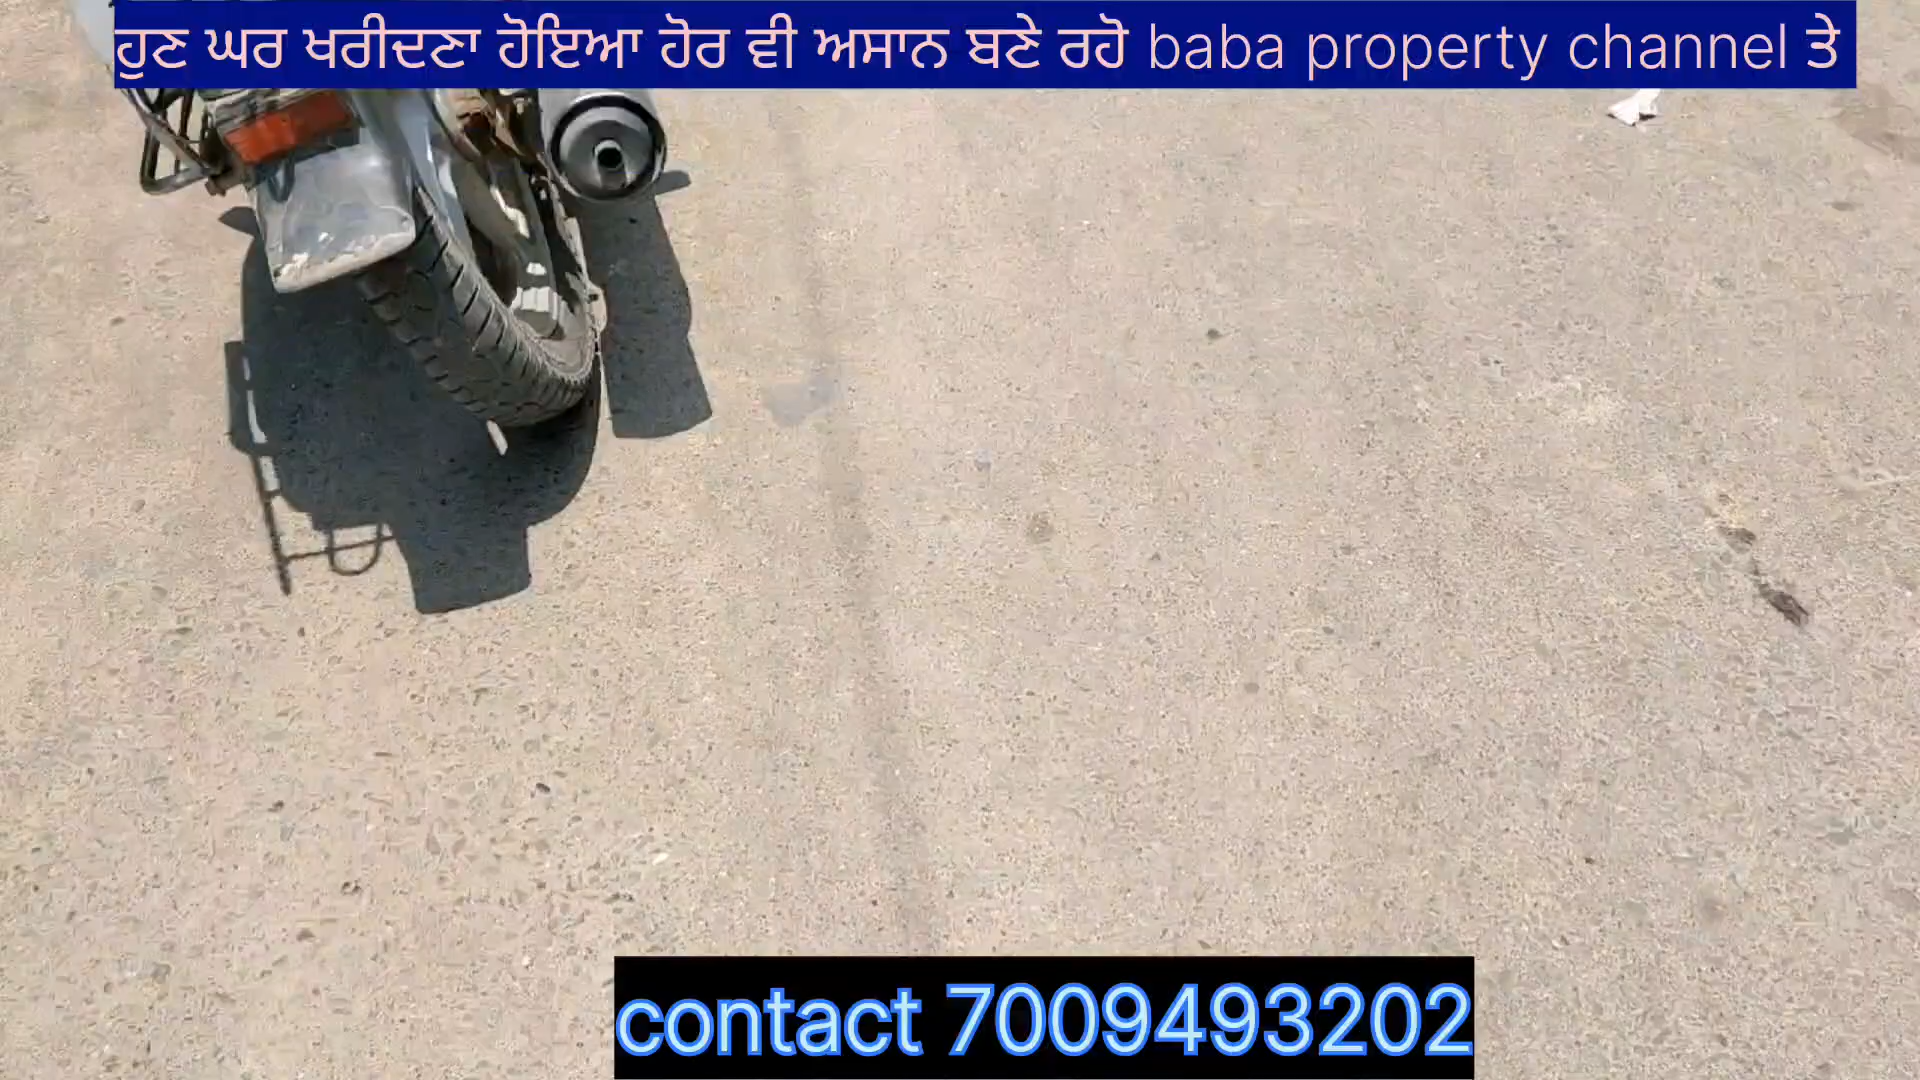 ਹੁਣ ਘਰ ਖਰੀਦਣਾ ਹੋਇਆ ਹੋਰ ਵੀ ਅਸਾਨ ਬਣੇ ਰਹੋ baba property channel ਤੇ
contact 7009493202